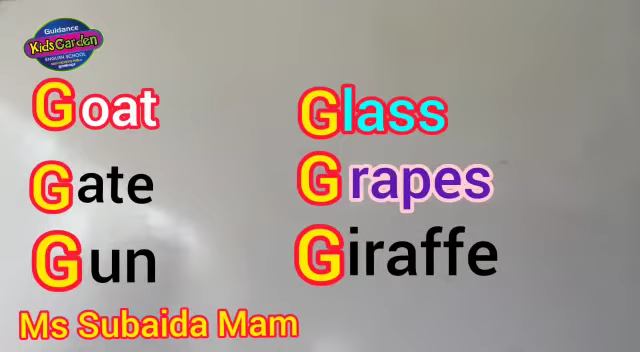 Guidance
Kids Garden
ENGLISH SCHOOL
Goat
Gate
Gun
Glass
Grapes
Giraffe
Ms Subaida Mam